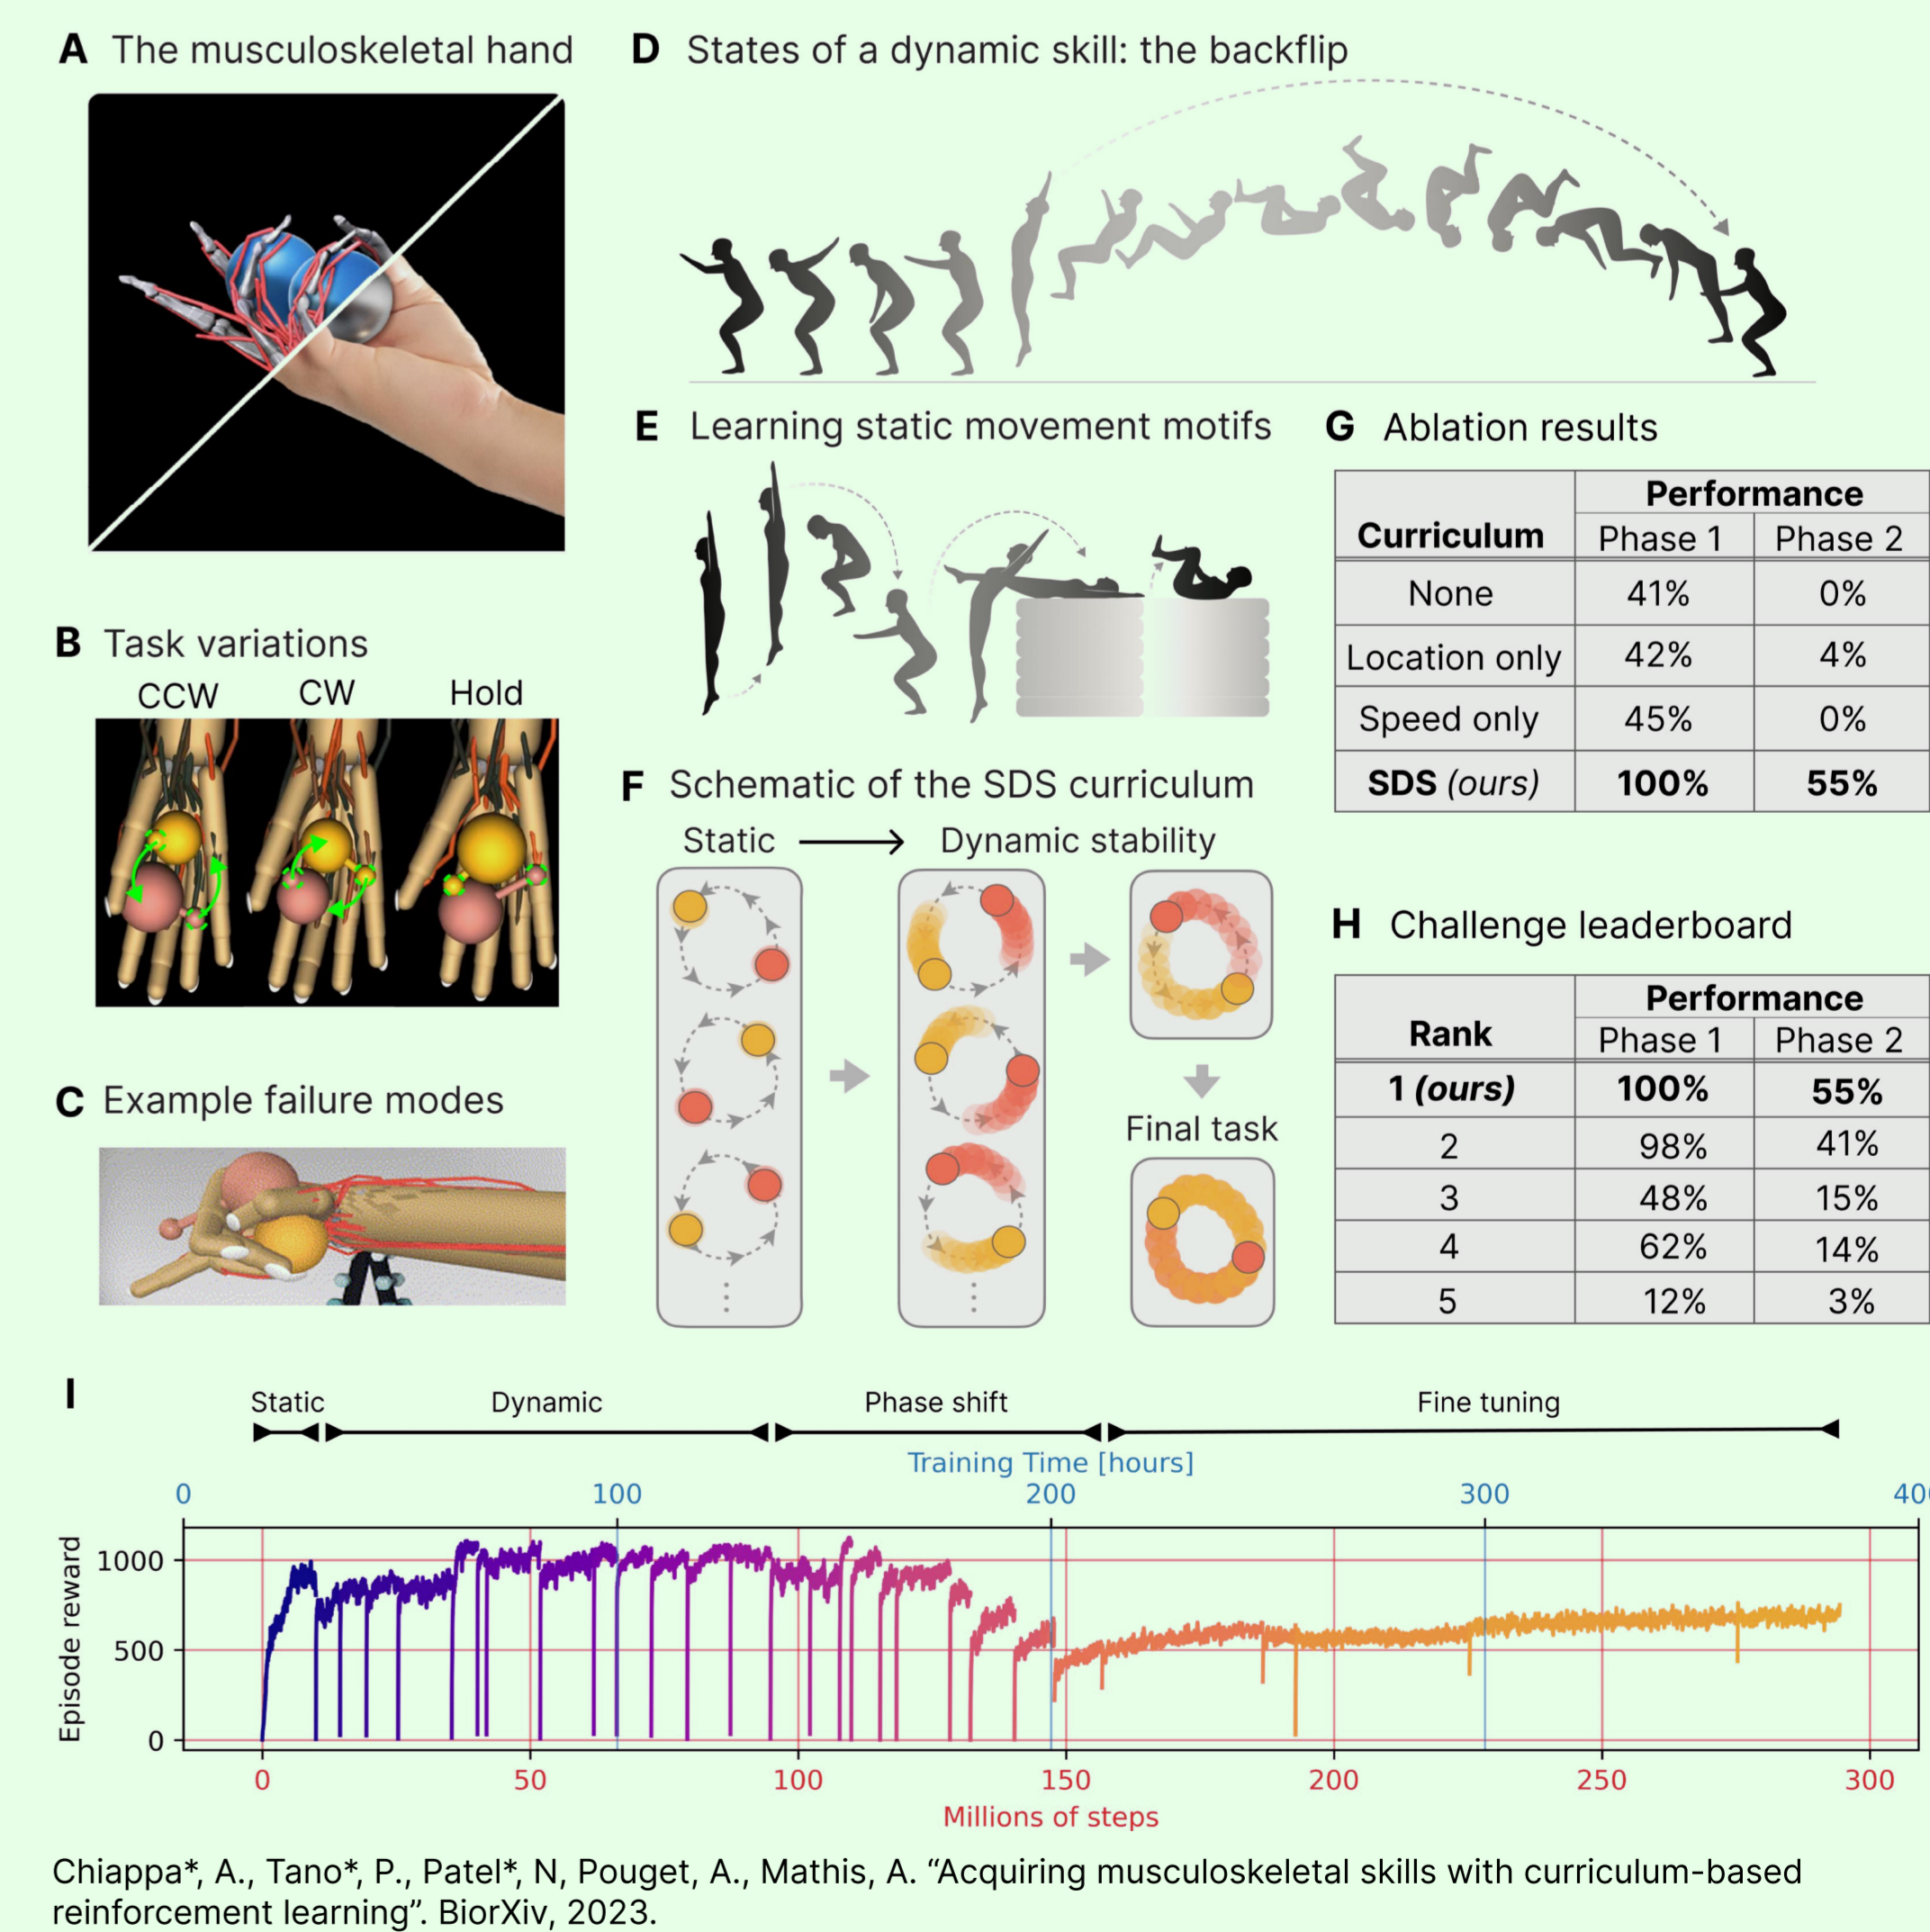 A The musculoskeletal hand
B Task variations
CCW CW Hold
C Example failure modes
D States of a dynamic skill: the backflip
E Learning static movement motifs
F Schematic of the SDS curriculum
Static Dynamic stability
Final task
G Ablation results
Curriculum Performance
Phase 1 Phase 2
None 41% 0%
Location only 42% 4%
Speed only 45% 0%
SDS (ours) 100% 55%
H Challenge leaderboard
Rank Performance
Phase 1 Phase 2
1 (ours) 100% 55%
2 98% 41%
3 48% 15%
4 62% 14%
5 12% 3%
I
Static Dynamic Phase shift Fine tuning
Training Time [hours]
0 100 200 300
Episode reward
1000
500
0
0 50 100 150 200 250 300
Millions of steps
Chiappa*, A., Tano*, P., Patel*, N, Pouget, A., Mathis, A. “Acquiring musculoskeletal skills with curriculum-based
reinforcement learning”. BiorXiv, 2023.